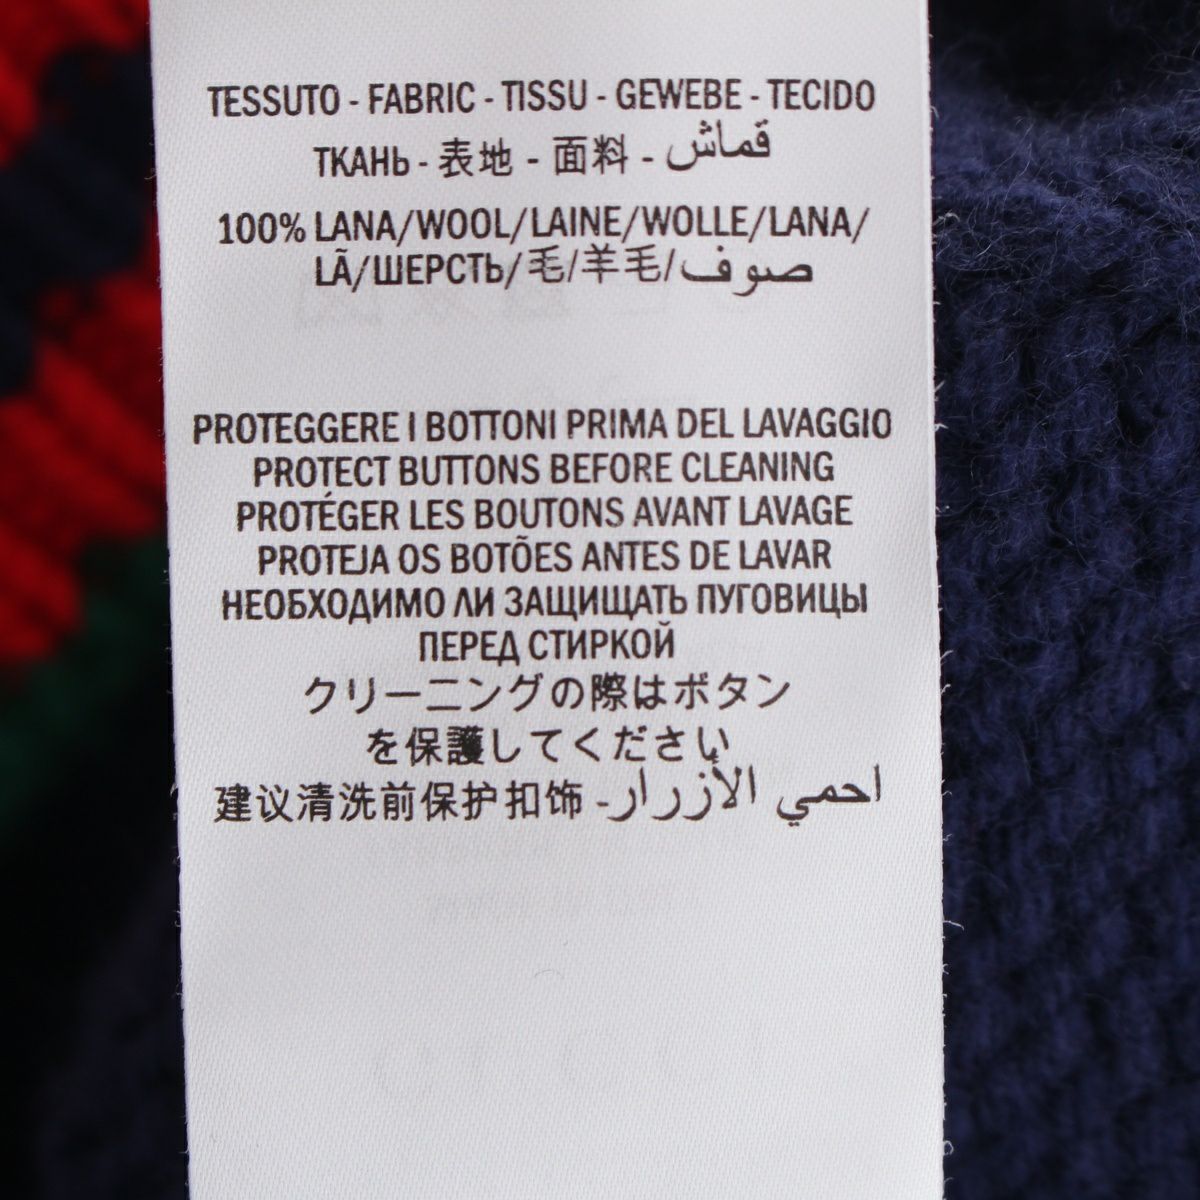 TESSUTO - FABRIC - TISSU - GEWEBE - TECIDO
ТКАНЬ - 表地 - 面料 - قماش
100% LANA/WOOL/LAINE/WOLLE/LANA/
LÃ/ШЕРСТЬ/毛/羊毛/صوف
PROTEGGERE I BOTTONI PRIMA DEL LAVAGGIO
PROTECT BUTTONS BEFORE CLEANING
PROTÉGER LES BOUTONS AVANT LAVAGE
PROTEJA OS BOTÕES ANTES DE LAVAR
НЕОБХОДИМО ЛИ ЗАЩИЩАТЬ ПУГОВИЦЫ
ПЕРЕД СТИРКОЙ
クリーニングの際はボタン
を保護してください
建议清洗前保护扣饰 - احمي الأزرار